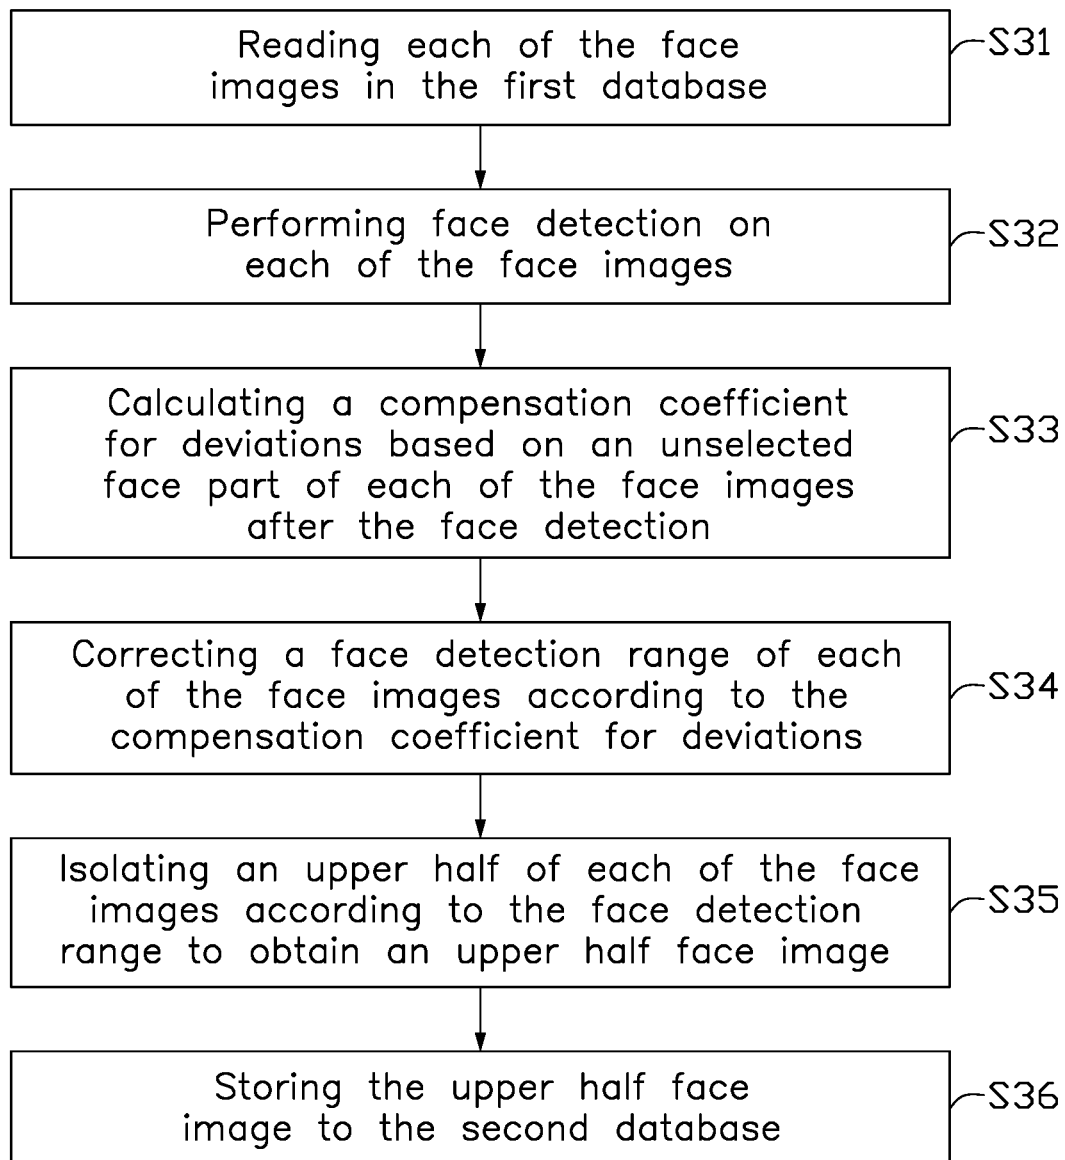 Reading each of the face
images in the first database
S31
Performing face detection on
each of the face images
S32
Calculating a compensation coefficient
for deviations based on an unselected
face part of each of the face images
after the face detection
S33
Correcting a face detection range of each
of the face images according to the
compensation coefficient for deviations
S34
Isolating an upper half of each of the face
images according to the face detection
range to obtain an upper half face image
S35
Storing the upper half face
image to the second database
S36